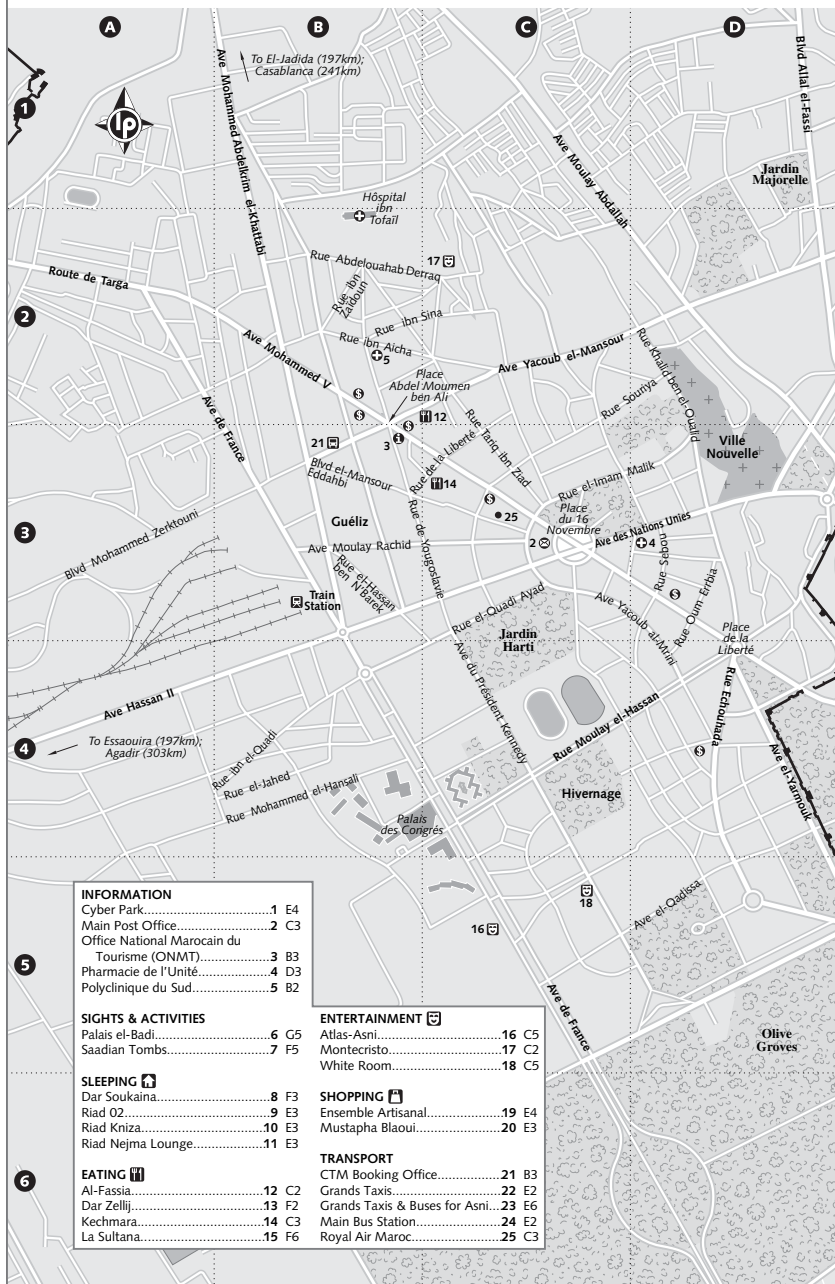 A
B
C
D
1
2
3
4
5
6
lp
To El-Jadida (197km);
Casablanca (241km)
Ave Mohammed Abdelkrim el-Khattabi
Blvd Allal el-Fassi
Ave Moulay Abdallah
Jardin
Majorelle
Hôspital
ibn
Tofaïl
Route de Targa
Rue Abdelouahab Derraq
17
Rue ibn
Zaïdoun
Rue ibn Sina
Rue ibn Aïcha
5
Ave Mohammed V
Place
Abdel Moumen
ben Ali
Ave Yacoub el-Mansour
Rue Khalid ben el-Oualid
Rue Souriya
Ave de France
$
$
$
12
21
3
Rue de la Liberté
Rue Tariq ibn Ziad
Ville
Nouvelle
Blvd el-Mansour
Eddahbi
14
Rue el-Imam Malik
$
25
Place
du 16
Novembre
Guéliz
Rue de Yougoslavie
Ave des Nations Unies
2
4
Blvd Mohammed Zerktouni
Ave Moulay Rachid
Rue el-Hassan
ben N'Barek
Rue Sebou
Train
Station
$
Rue Oum Errbia
Rue el-Quadi Ayad
Ave Yacoub al-Mrini
Jardin
Harti
Place
de la
Liberté
Ave du Président Kennedy
Ave Hassan II
Rue Moulay el-Hassan
Rue Echouhada
To Essaouira (197km);
Agadir (303km)
Rue ibn el-Quadi
$
Ave el-Yarmouk
Rue el-Jahed
Rue Mohammed el-Hansali
Hivernage
Palais
des Congrés
18
Ave el-Qadissa
16
Ave de France
Olive
Groves
INFORMATION
Cyber Park....................................1 E4
Main Post Office..........................2 C3
Office National Marocain du
Tourisme (ONMT)....................3 B3
Pharmacie de l'Unité....................4 D3
Polyclinique du Sud......................5 B2
SIGHTS & ACTIVITIES
Palais el-Badi................................6 G5
Saadian Tombs..............................7 F5
SLEEPING
Dar Soukaina.................................8 F3
Riad 02..........................................9 E3
Riad Kniza...................................10 E3
Riad Nejma Lounge.....................11 E3
EATING
Al-Fassia......................................12 C2
Dar Zellij.....................................13 F2
Kechmara....................................14 C3
La Sultana...................................15 F6
ENTERTAINMENT
Atlas-Asni....................................16 C5
Montecristo.................................17 C2
White Room................................18 C5
SHOPPING
Ensemble Artisanal......................19 E4
Mustapha Blaoui.........................20 E3
TRANSPORT
CTM Booking Office....................21 B3
Grands Taxis................................22 E2
Grands Taxis & Buses for Asni...23 E6
Main Bus Station.........................24 E2
Royal Air Maroc..........................25 C3